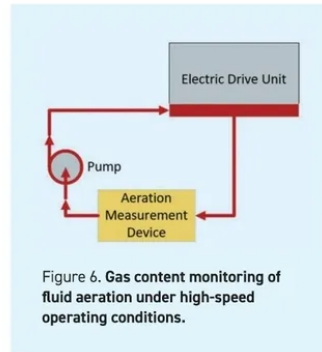 Electric Drive Unit
Pump
Aeration
Measurement
Device
Figure 6. Gas content monitoring of
fluid aeration under high-speed
operating conditions.